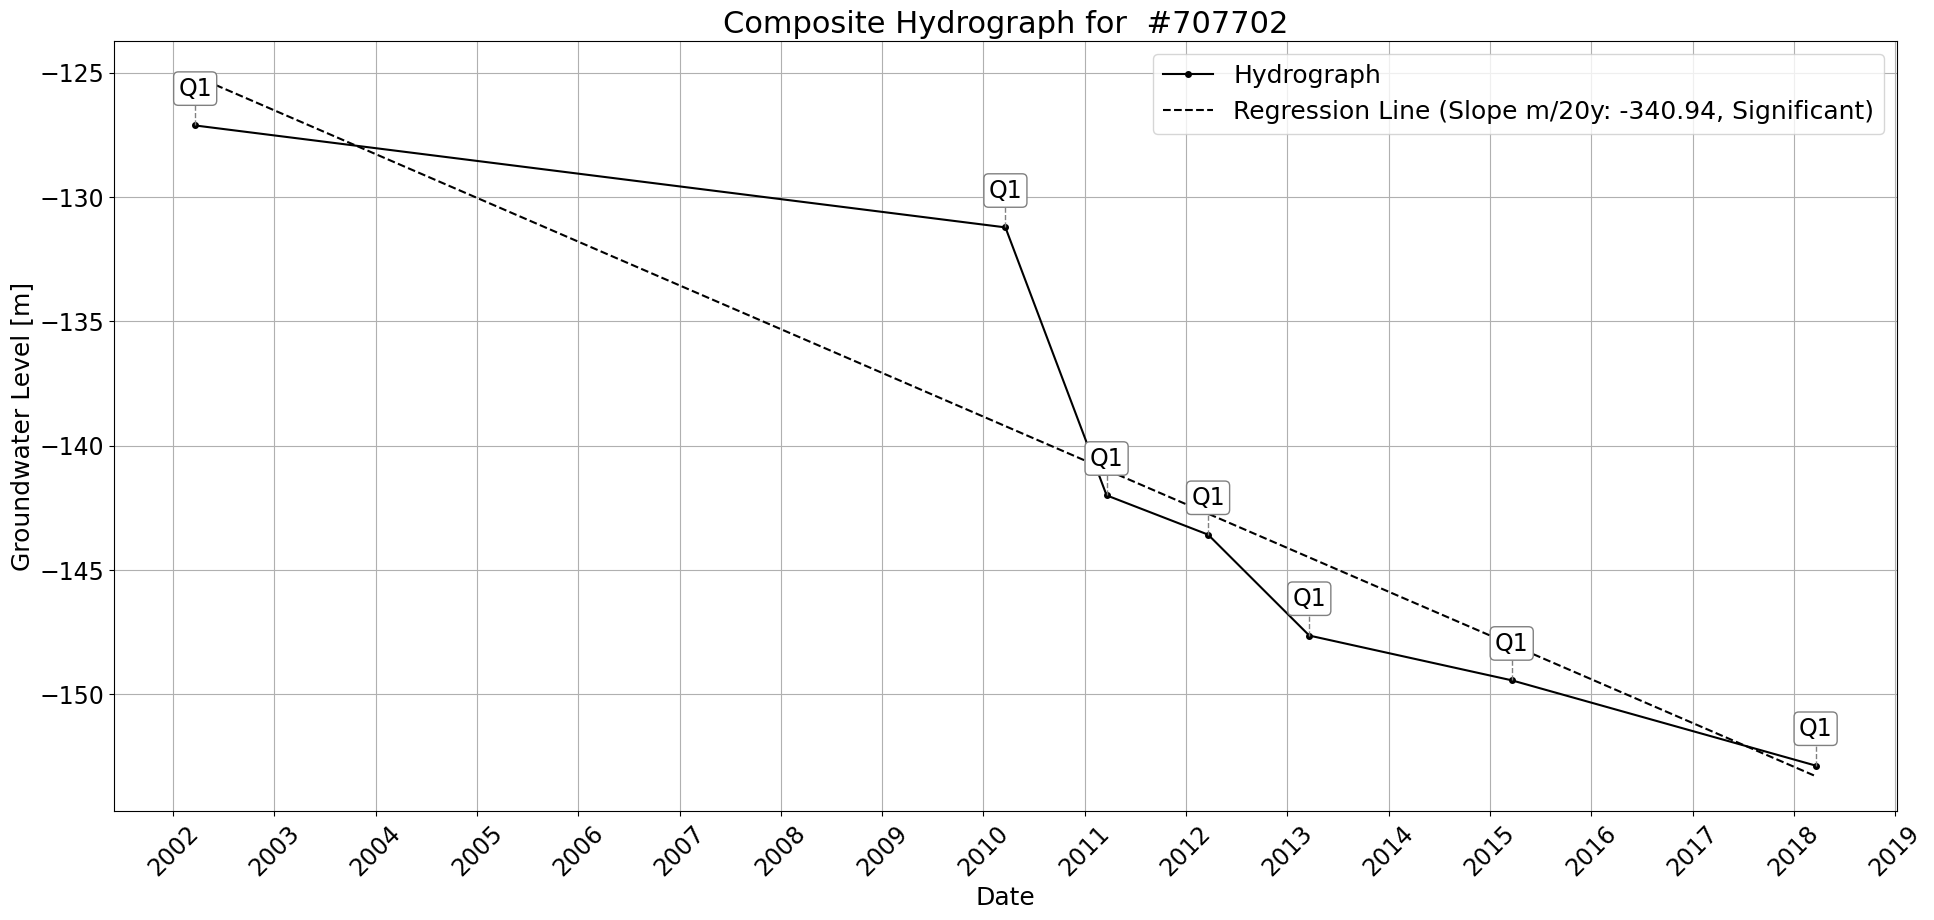 Composite Hydrograph for  #707702
Hydrograph
Regression Line (Slope m/20y: -340.94, Significant)
Groundwater Level [m]
−125
−130
−135
−140
−145
−150
Q1
Q1
Q1
Q1
Q1
Q1
Q1
2002
2003
2004
2005
2006
2007
2008
2009
2010
2011
2012
2013
2014
2015
2016
2017
2018
2019
Date